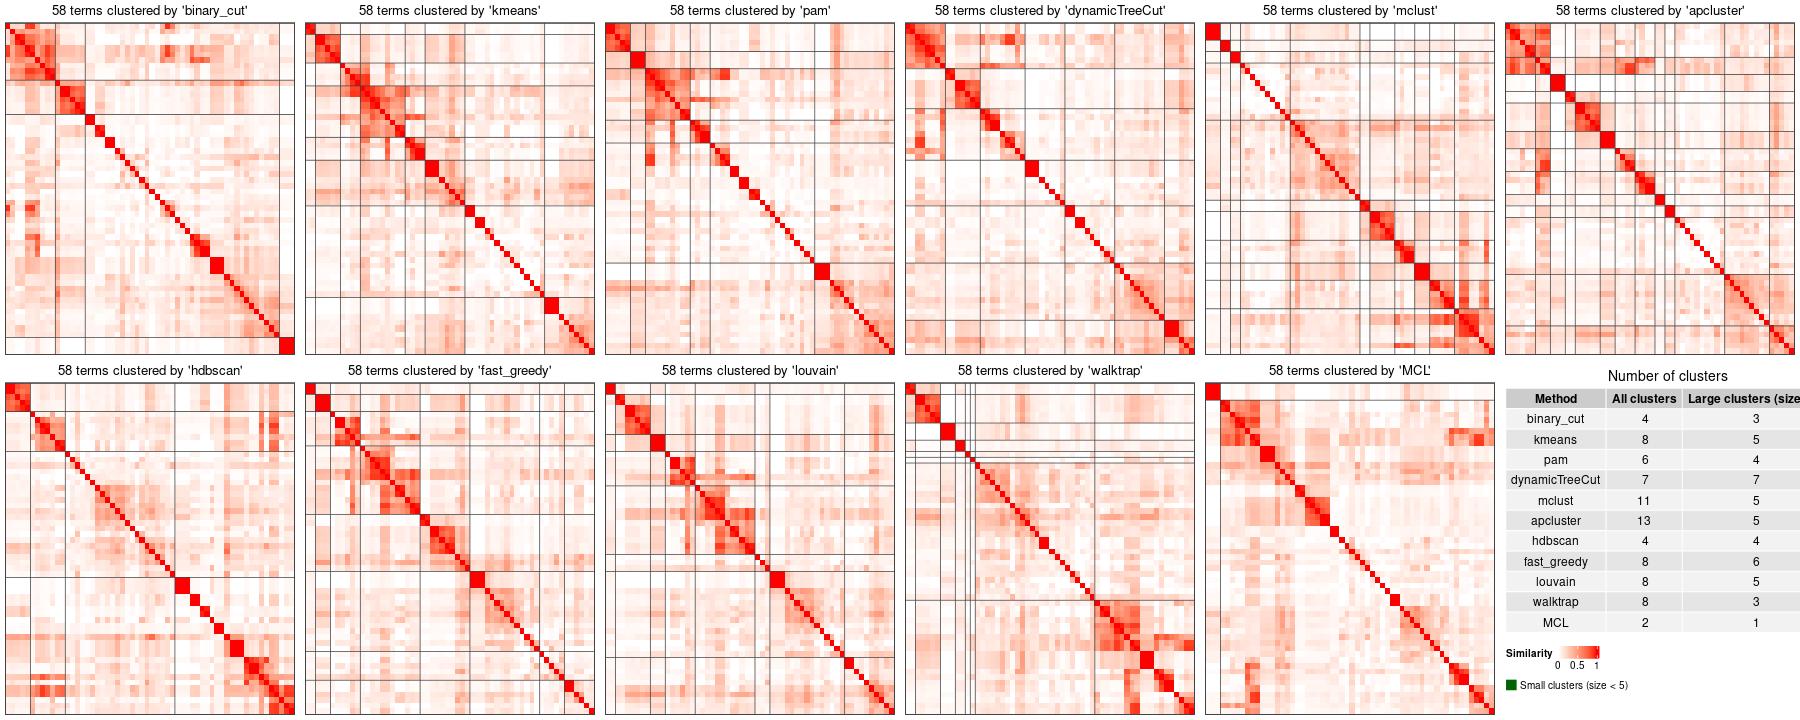 58 terms clustered by 'binary_cut'
58 terms clustered by 'kmeans'
58 terms clustered by 'pam'
58 terms clustered by 'dynamicTreeCut'
58 terms clustered by 'mclust'
58 terms clustered by 'apcluster'
58 terms clustered by 'hdbscan'
58 terms clustered by 'fast_greedy'
58 terms clustered by 'louvain'
58 terms clustered by 'walktrap'
58 terms clustered by 'MCL'
Number of clusters
Method All clusters Large clusters (size
binary_cut 4 3
kmeans 8 5
pam 6 4
dynamicTreeCut 7 7
mclust 11 5
apcluster 13 5
hdbscan 4 4
fast_greedy 8 6
louvain 8 5
walktrap 8 3
MCL 2 1
Similarity
0 0.5 1
Small clusters (size < 5)